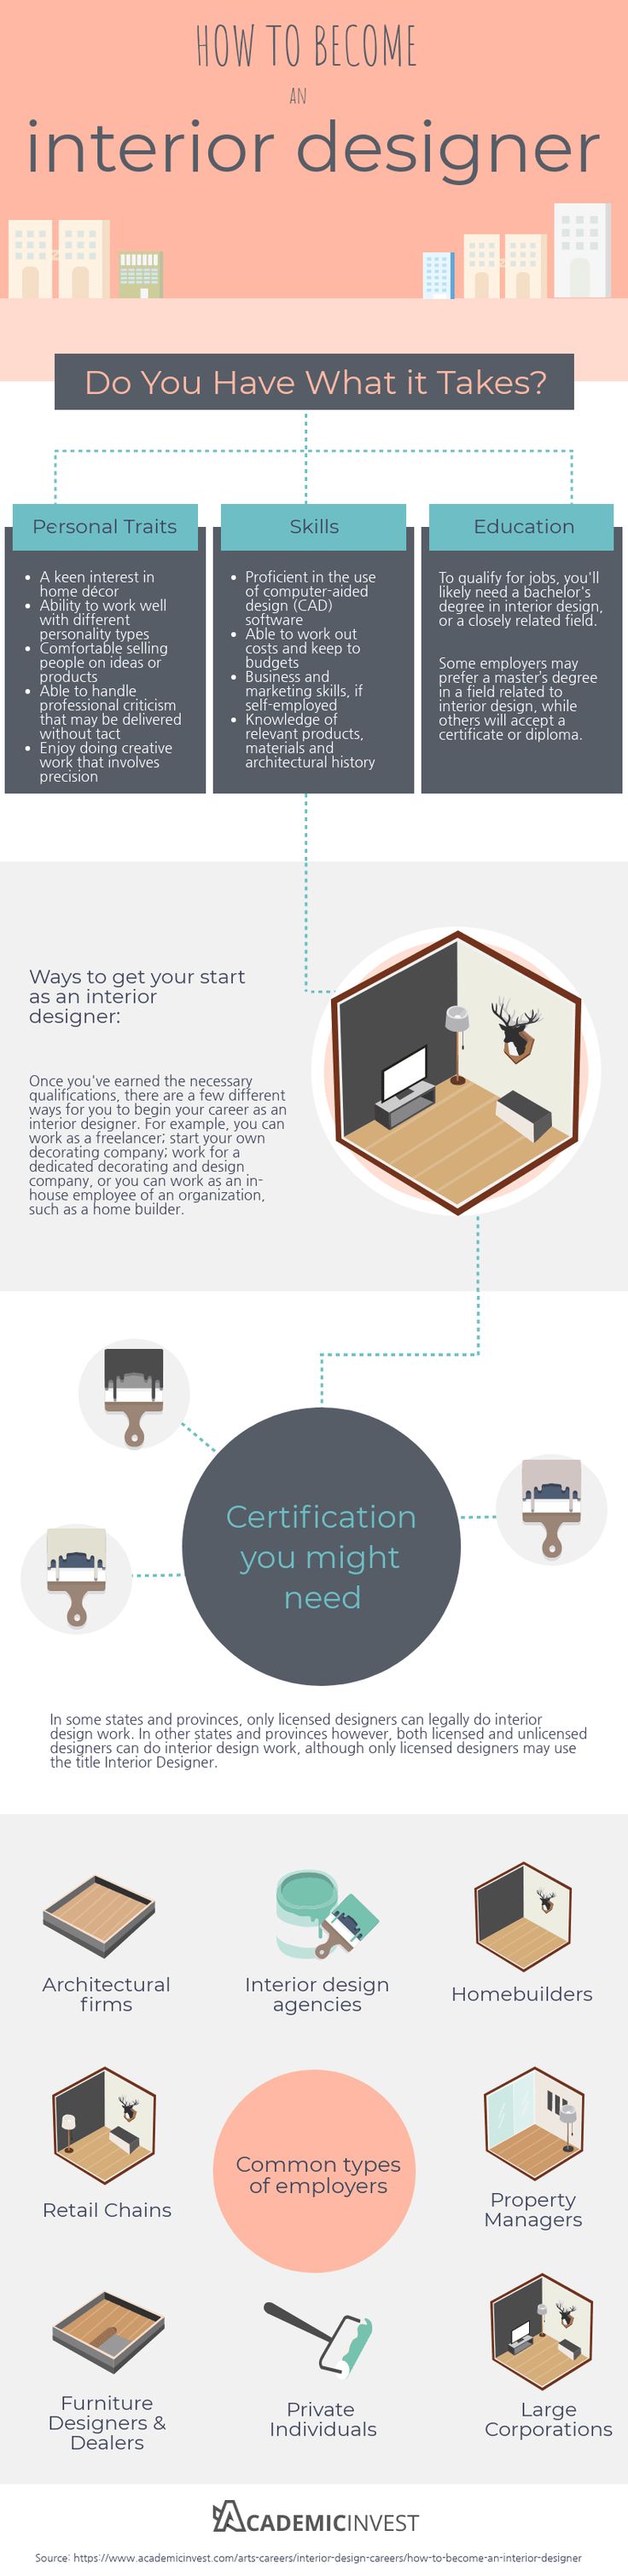 HOW TO BECOME
AN
interior designer
Do You Have What it Takes?
Personal Traits
• A keen interest in
home décor
• Ability to work well
with different
personality types
• Comfortable selling
people on ideas or
products
• Able to handle
professional criticism
that may be delivered
without tact
• Enjoy doing creative
work that involves
precision
Skills
• Proficient in the use
of computer-aided
design (CAD)
software
• Able to work out
costs and keep to
budgets
• Business and
marketing skills, if
self-employed
• Knowledge of
relevant products,
materials and
architectural history
Education
To qualify for jobs, you'll
likely need a bachelor's
degree in interior design,
or a closely related field.
Some employers may
prefer a master's degree
in a field related to
interior design, while
others will accept a
certificate or diploma.
Ways to get your start
as an interior
designer:
Once you've earned the necessary
qualifications, there are a few different
ways for you to begin your career as an
interior designer. For example, you can
work as a freelancer; start your own
decorating company; work for a
dedicated decorating and design
company, or you can work as an in-
house employee of an organization,
such as a home builder.
Certification
you might
need
In some states and provinces, only licensed designers can legally do interior
design work. In other states and provinces however, both licensed and unlicensed
designers can do interior design work, although only licensed designers may use
the title Interior Designer.
Architectural
firms
Interior design
agencies
Homebuilders
Retail Chains
Common types
of employers
Property
Managers
Furniture
Designers &
Dealers
Private
Individuals
Large
Corporations
ACADEMICINVEST
Source: https://www.academicinvest.com/arts-careers/interior-design-careers/how-to-become-an-interior-designer